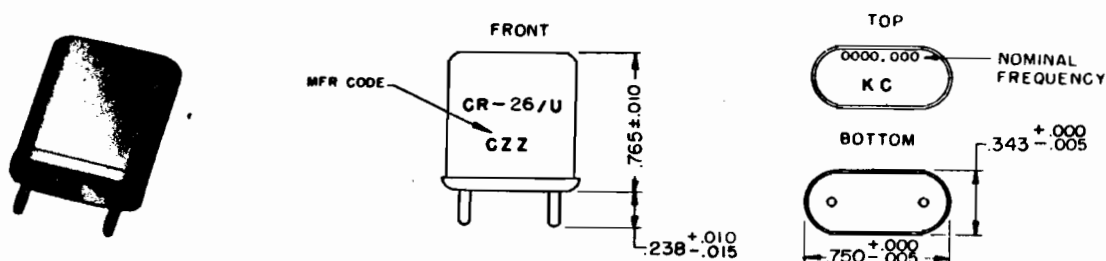 FRONT
MFR CODE
CR-26/U
CZZ
.765±.010
.238 +.010 -.015
TOP
0000.000
KC
NOMINAL
FREQUENCY
BOTTOM
.343 +.000 -.005
.750 +.000 -.005